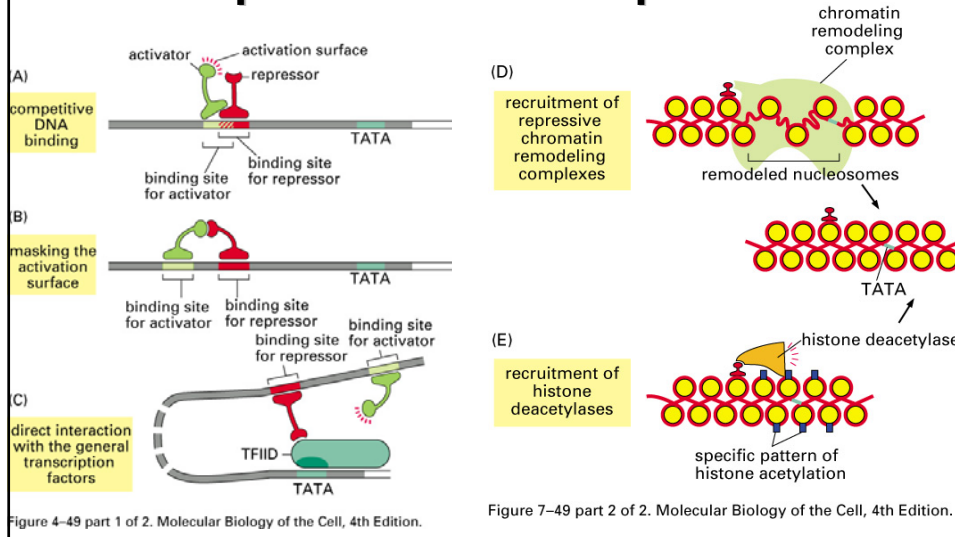 (A)
competitive
DNA
binding
activator
activation surface
repressor
TATA
binding site
for activator
binding site
for repressor
(B)
masking the
activation
surface
TATA
binding site
for activator
binding site
for repressor
(C)
direct interaction
with the general
transcription
factors
binding site
for repressor
binding site
for activator
TFIID
TATA
Figure 4–49 part 1 of 2. Molecular Biology of the Cell, 4th Edition.
(D)
recruitment of
repressive
chromatin
remodeling
complexes
chromatin
remodeling
complex
remodeled nucleosomes
TATA
(E)
recruitment of
histone
deacetylases
histone deacetylase
specific pattern of
histone acetylation
Figure 7–49 part 2 of 2. Molecular Biology of the Cell, 4th Edition.